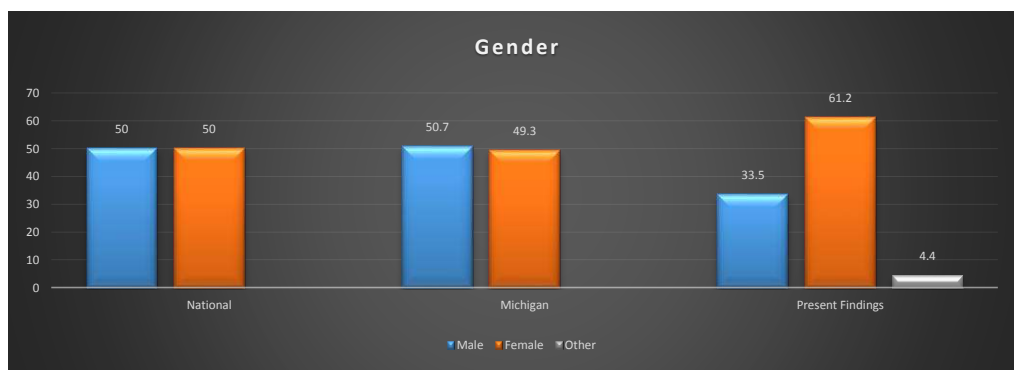 Gender
70
61.2
60
50 50 50.7 49.3
50
40
33.5
30
20
10
4.4
0
National Michigan Present Findings
Male Female Other